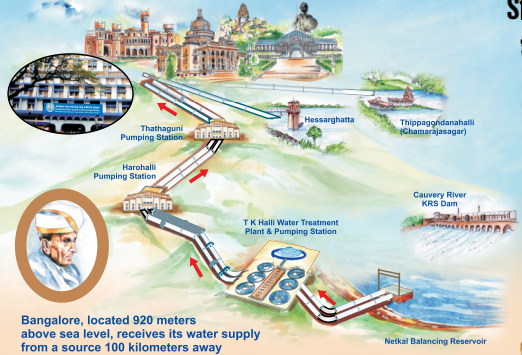 St
Hessarghatta
Thippagondanahalli
(Chamarajasagar)
Thathaguni
Pumping Station
Harohalli
Pumping Station
Cauvery River
KRS Dam
T K Halli Water Treatment
Plant & Pumping Station
Netkal Balancing Reservoir
Bangalore, located 920 meters
above sea level, receives its water supply
from a source 100 kilometers away